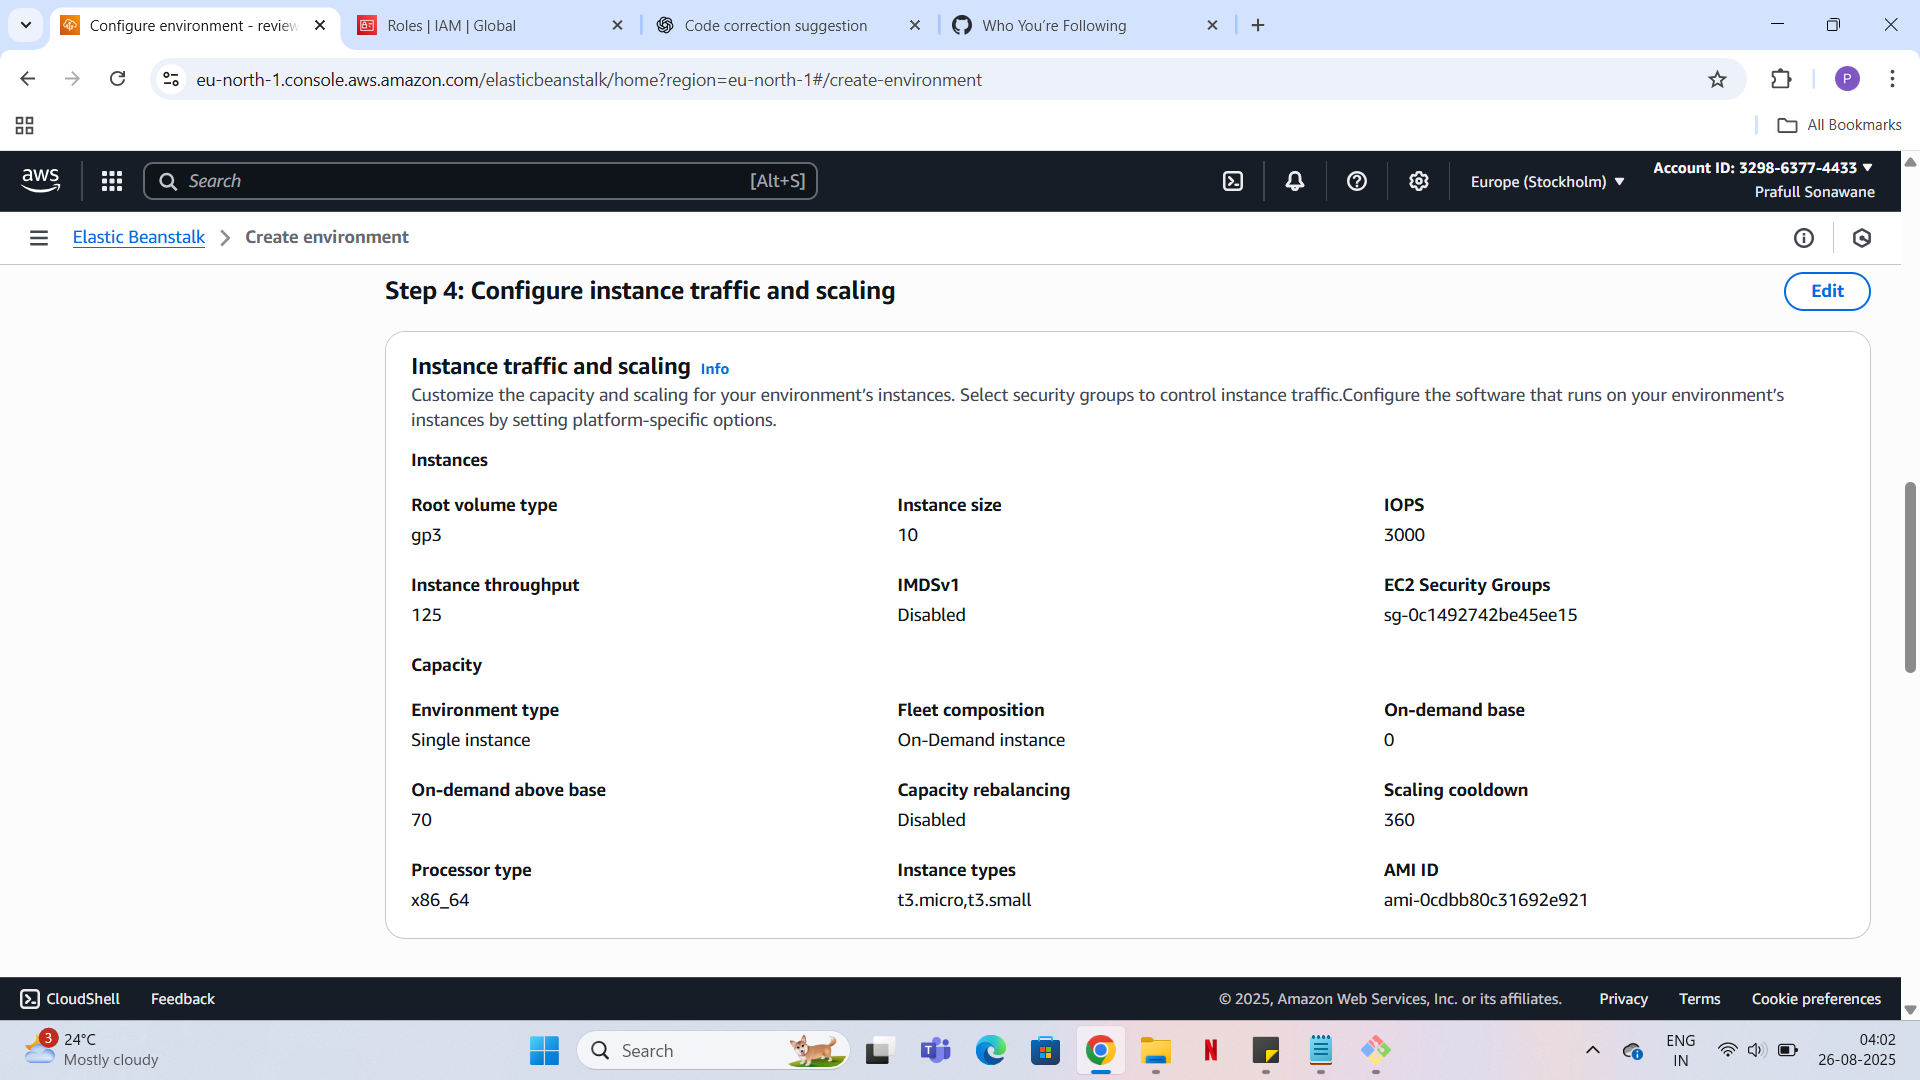 Configure environment - review
Roles | IAM | Global
Code correction suggestion
Who You're Following
eu-north-1.console.aws.amazon.com/elasticbeanstalk/home?region=eu-north-1#/create-environment
P
All Bookmarks
aws
Search
[Alt+S]
Europe (Stockholm)
Account ID: 3298-6377-4433
Prafull Sonawane
Elastic Beanstalk
Create environment
Step 4: Configure instance traffic and scaling
Edit
Instance traffic and scaling Info
Customize the capacity and scaling for your environment's instances. Select security groups to control instance traffic.Configure the software that runs on your environment's
instances by setting platform-specific options.
Instances
Root volume type
gp3
Instance size
10
IOPS
3000
Instance throughput
125
IMDSv1
Disabled
EC2 Security Groups
sg-0c1492742be45ee15
Capacity
Environment type
Single instance
Fleet composition
On-Demand instance
On-demand base
0
On-demand above base
70
Capacity rebalancing
Disabled
Scaling cooldown
360
Processor type
x86_64
Instance types
t3.micro,t3.small
AMI ID
ami-0cdbb80c31692e921
CloudShell
Feedback
© 2025, Amazon Web Services, Inc. or its affiliates.
Privacy
Terms
Cookie preferences
3
24°C
Mostly cloudy
Search
N
ENG
IN
04:02
26-08-2025